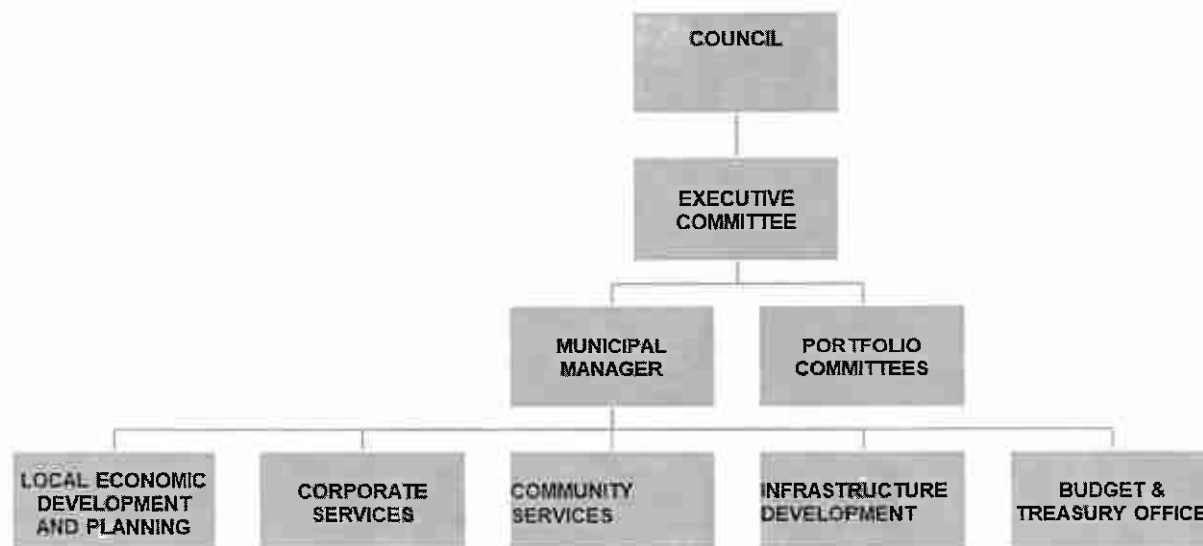 COUNCIL
EXECUTIVE
COMMITTEE
MUNICIPAL
MANAGER
PORTFOLIO
COMMITTEES
LOCAL ECONOMIC
DEVELOPMENT
AND PLANNING
CORPORATE
SERVICES
COMMUNITY
SERVICES
INFRASTRUCTURE
DEVELOPMENT
BUDGET &
TREASURY OFFICE